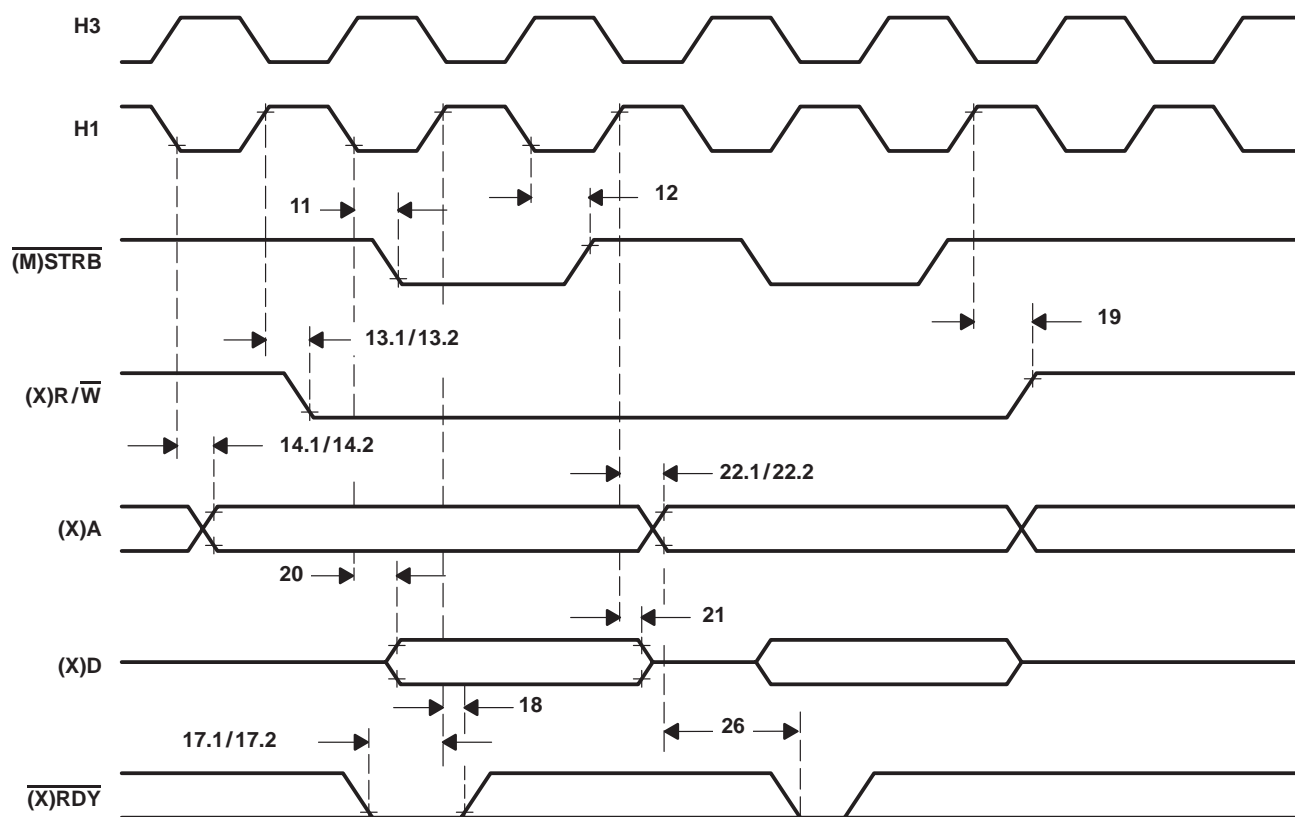 H3
H1
11
12
(M)STRB
19
13.1/13.2
(X)R/W
14.1/14.2
22.1/22.2
(X)A
20
21
(X)D
18
17.1/17.2
26
(X)RDY